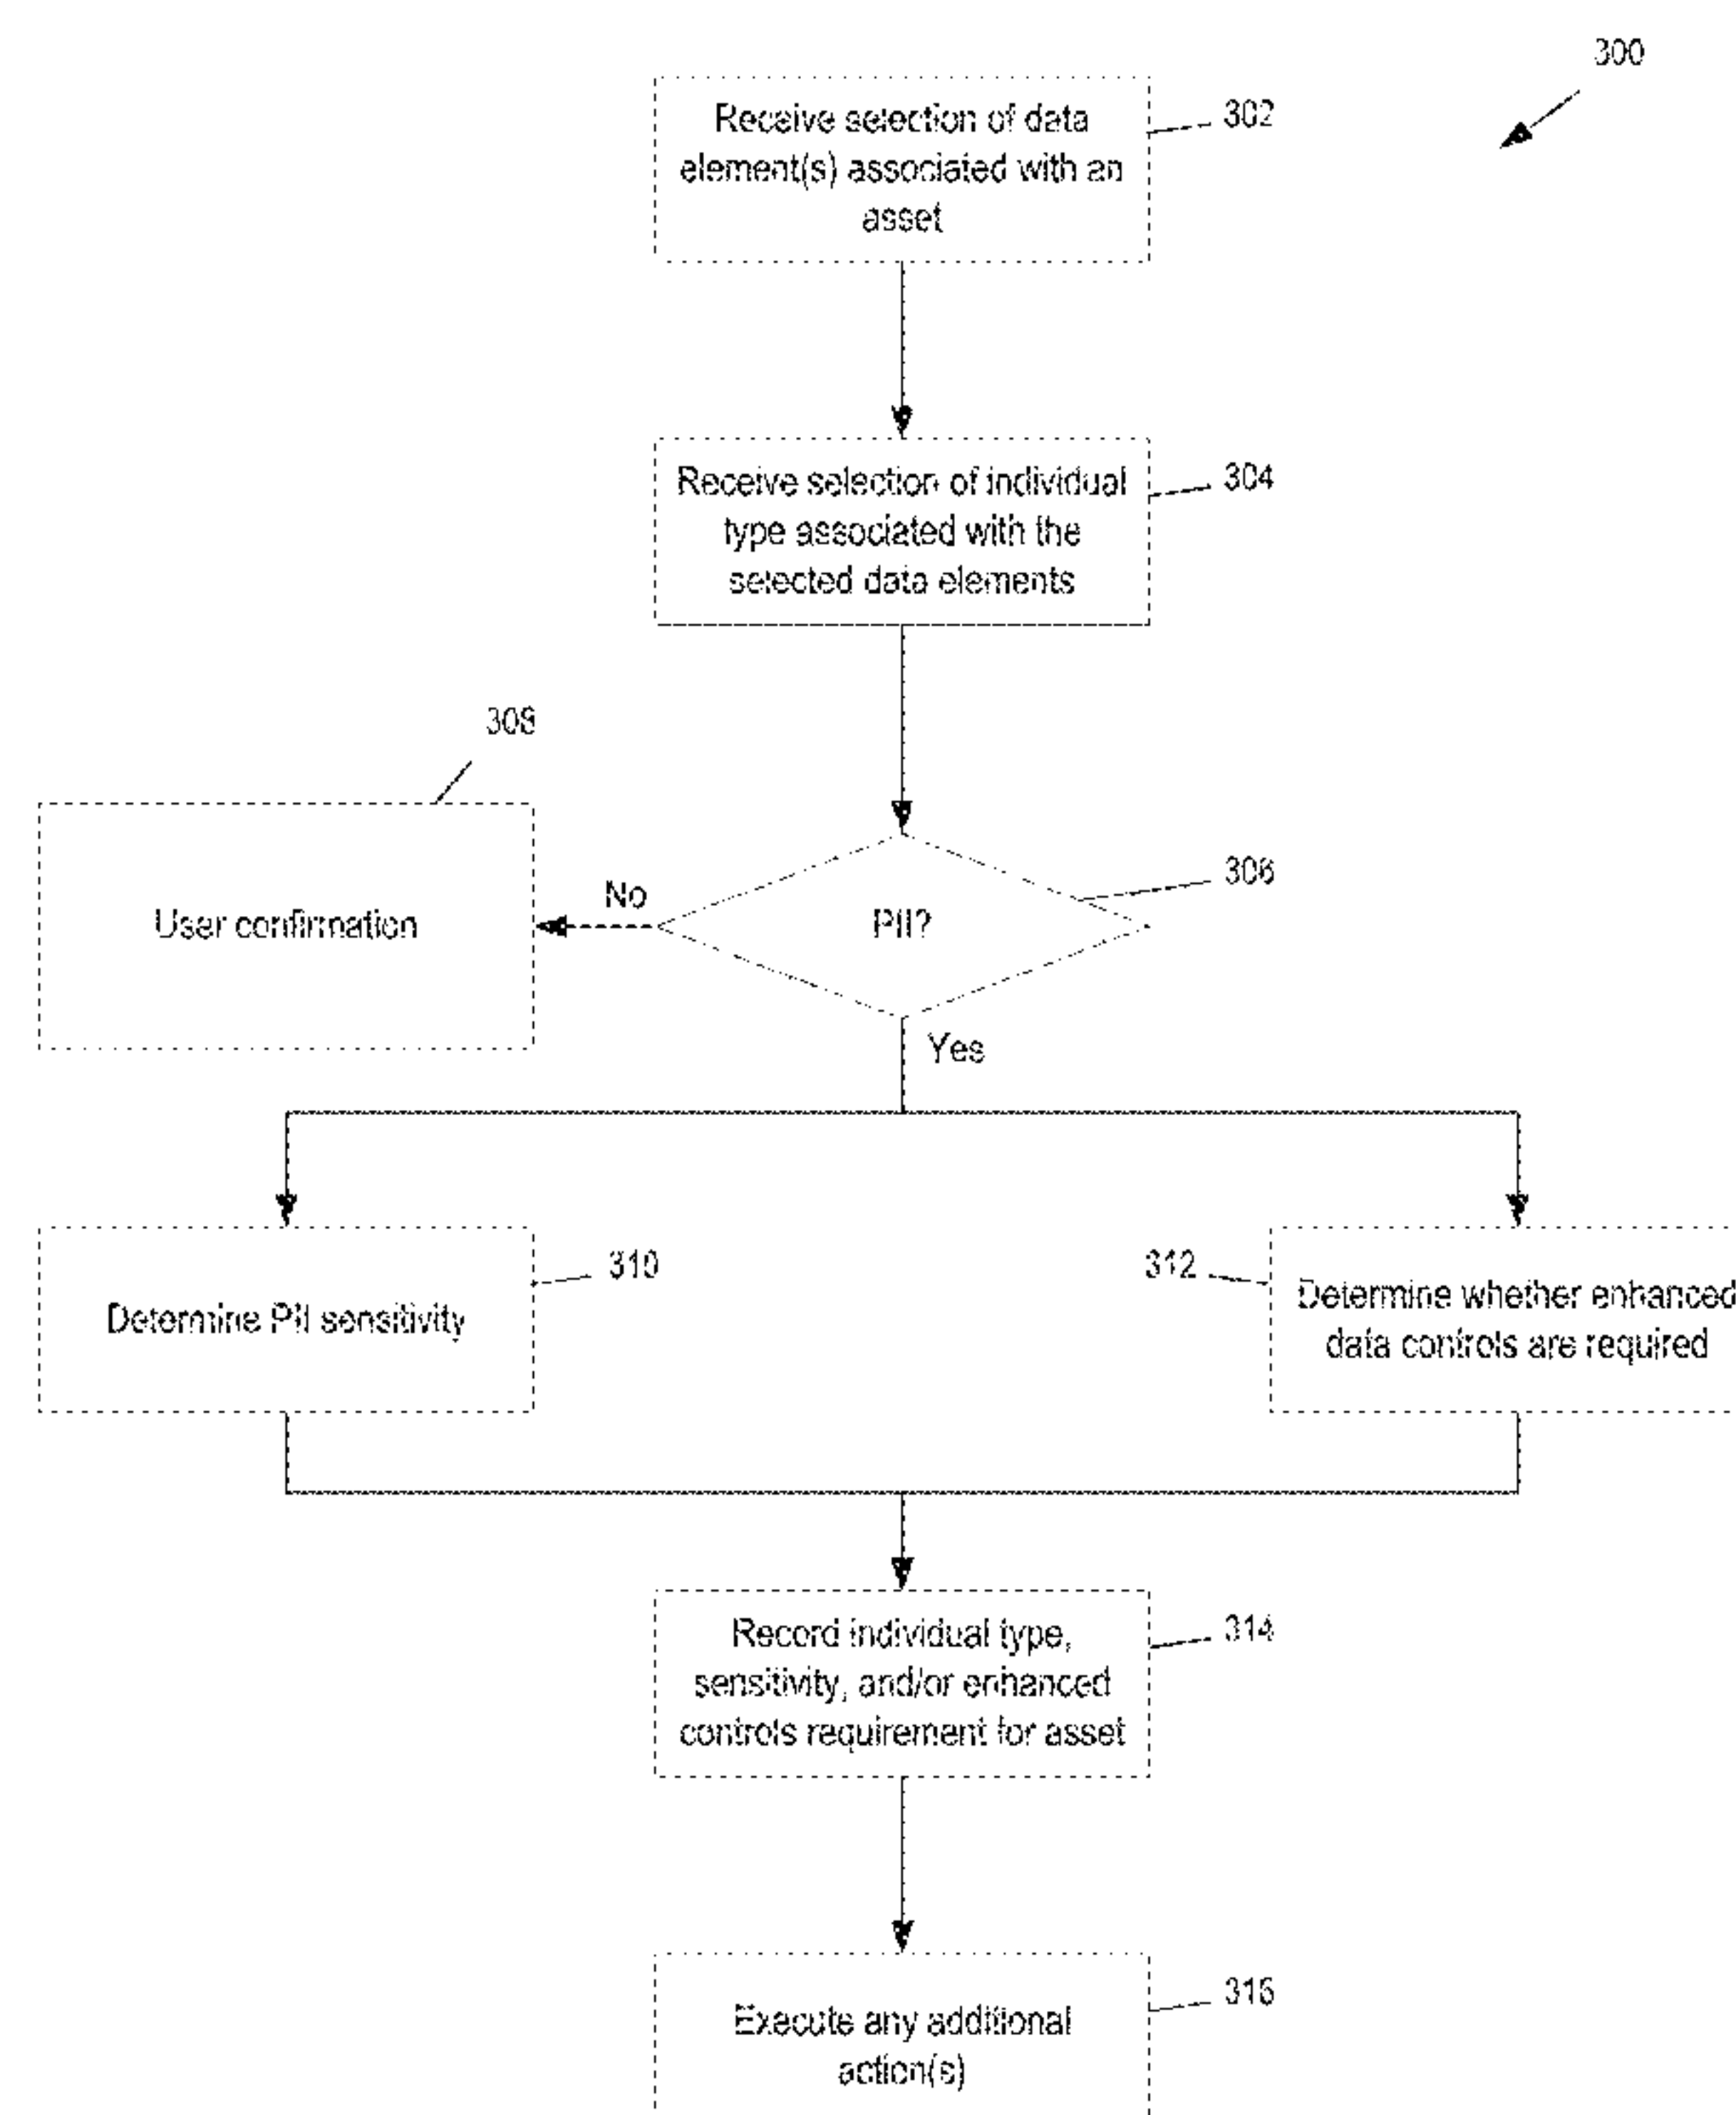 300
Receive selection of data
element(s) associated with an
asset
302
Receive selection of individual
type associated with the
selected data elements
304
308
User confirmation
No
PII?
306
Yes
Determine PII sensitivity
310
312
Determine whether enhanced
data controls are required
Record individual type,
sensitivity, and/or enhanced
controls requirement for asset
314
Execute any additional
action(s)
316